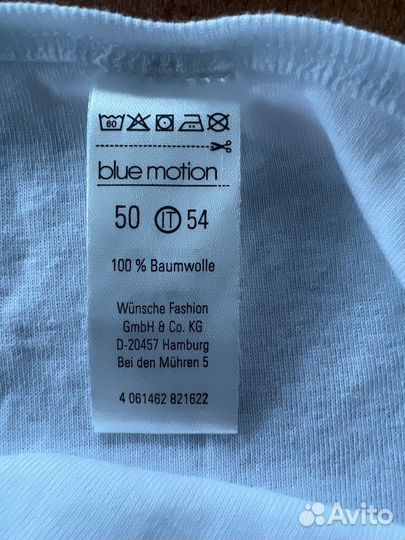 60
blue motion
50 IT 54
100 % Baumwolle
Wünsche Fashion
GmbH & Co. KG
D-20457 Hamburg
Bei den Mühren 5
4 061462 821622
Avito